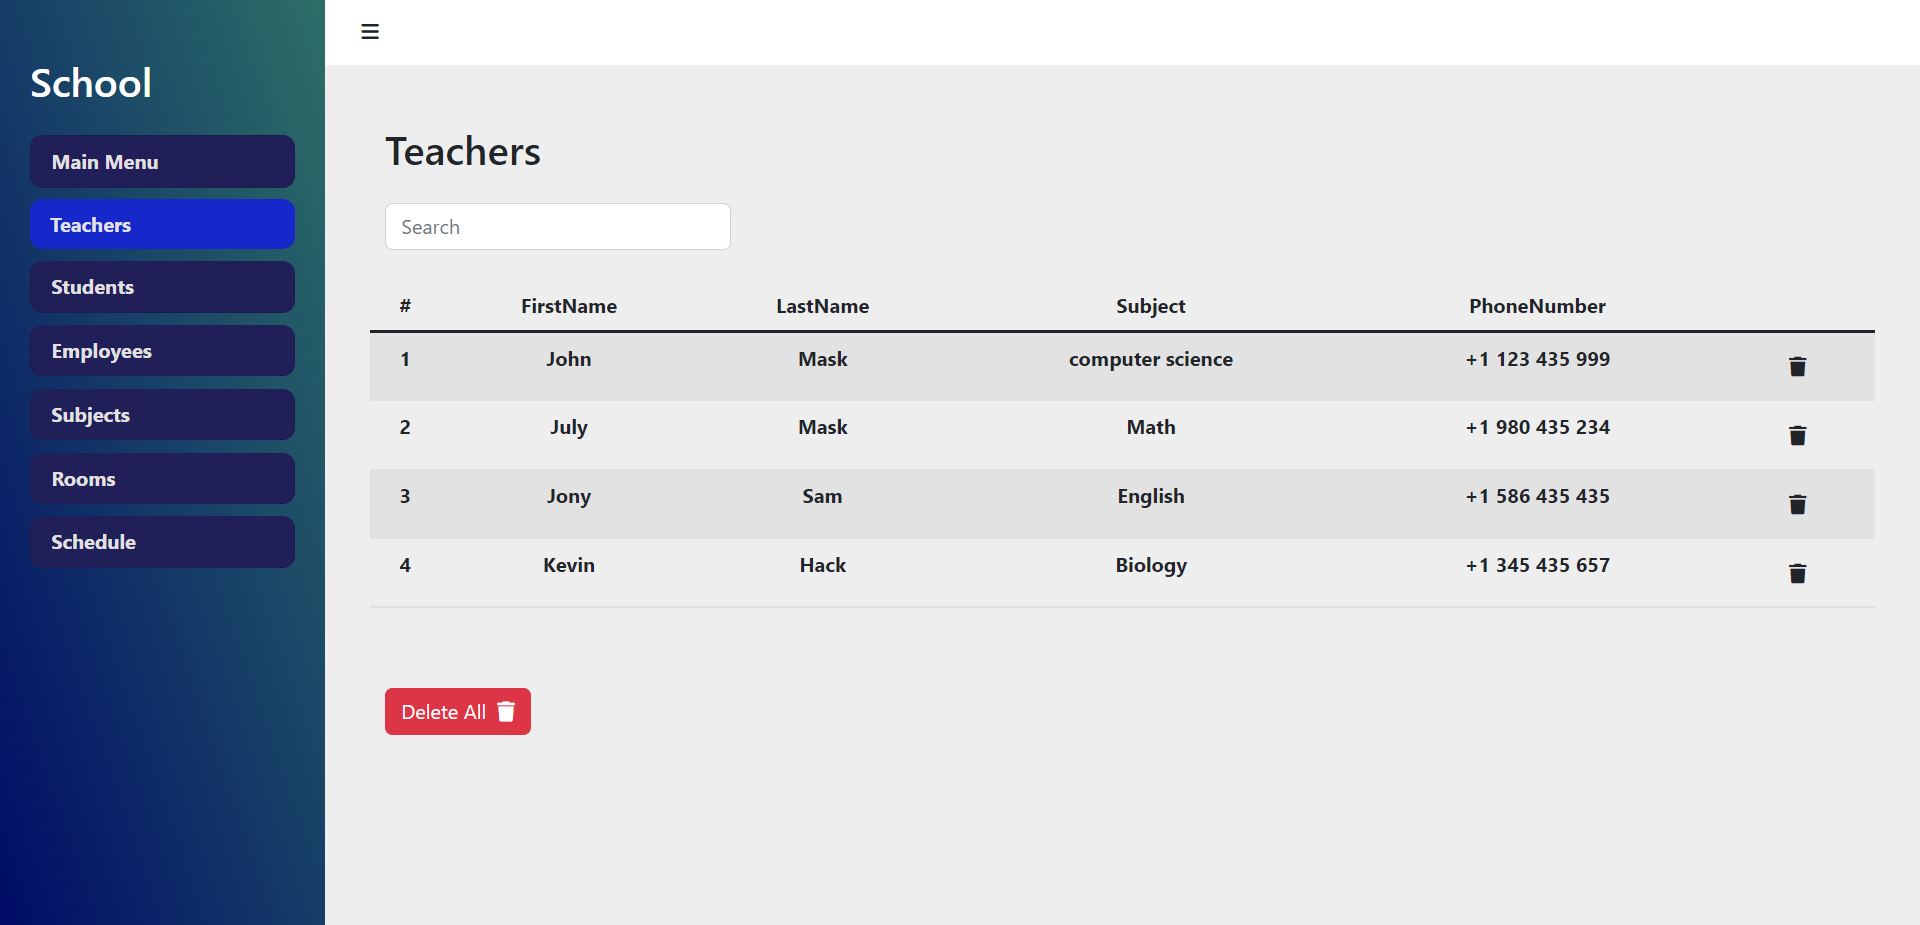 School
Main Menu
Teachers
Students
Employees
Subjects
Rooms
Schedule
Teachers
Search
# FirstName LastName Subject PhoneNumber
1 John Mask computer science +1 123 435 999
2 July Mask Math +1 980 435 234
3 Jony Sam English +1 586 435 435
4 Kevin Hack Biology +1 345 435 657
Delete All